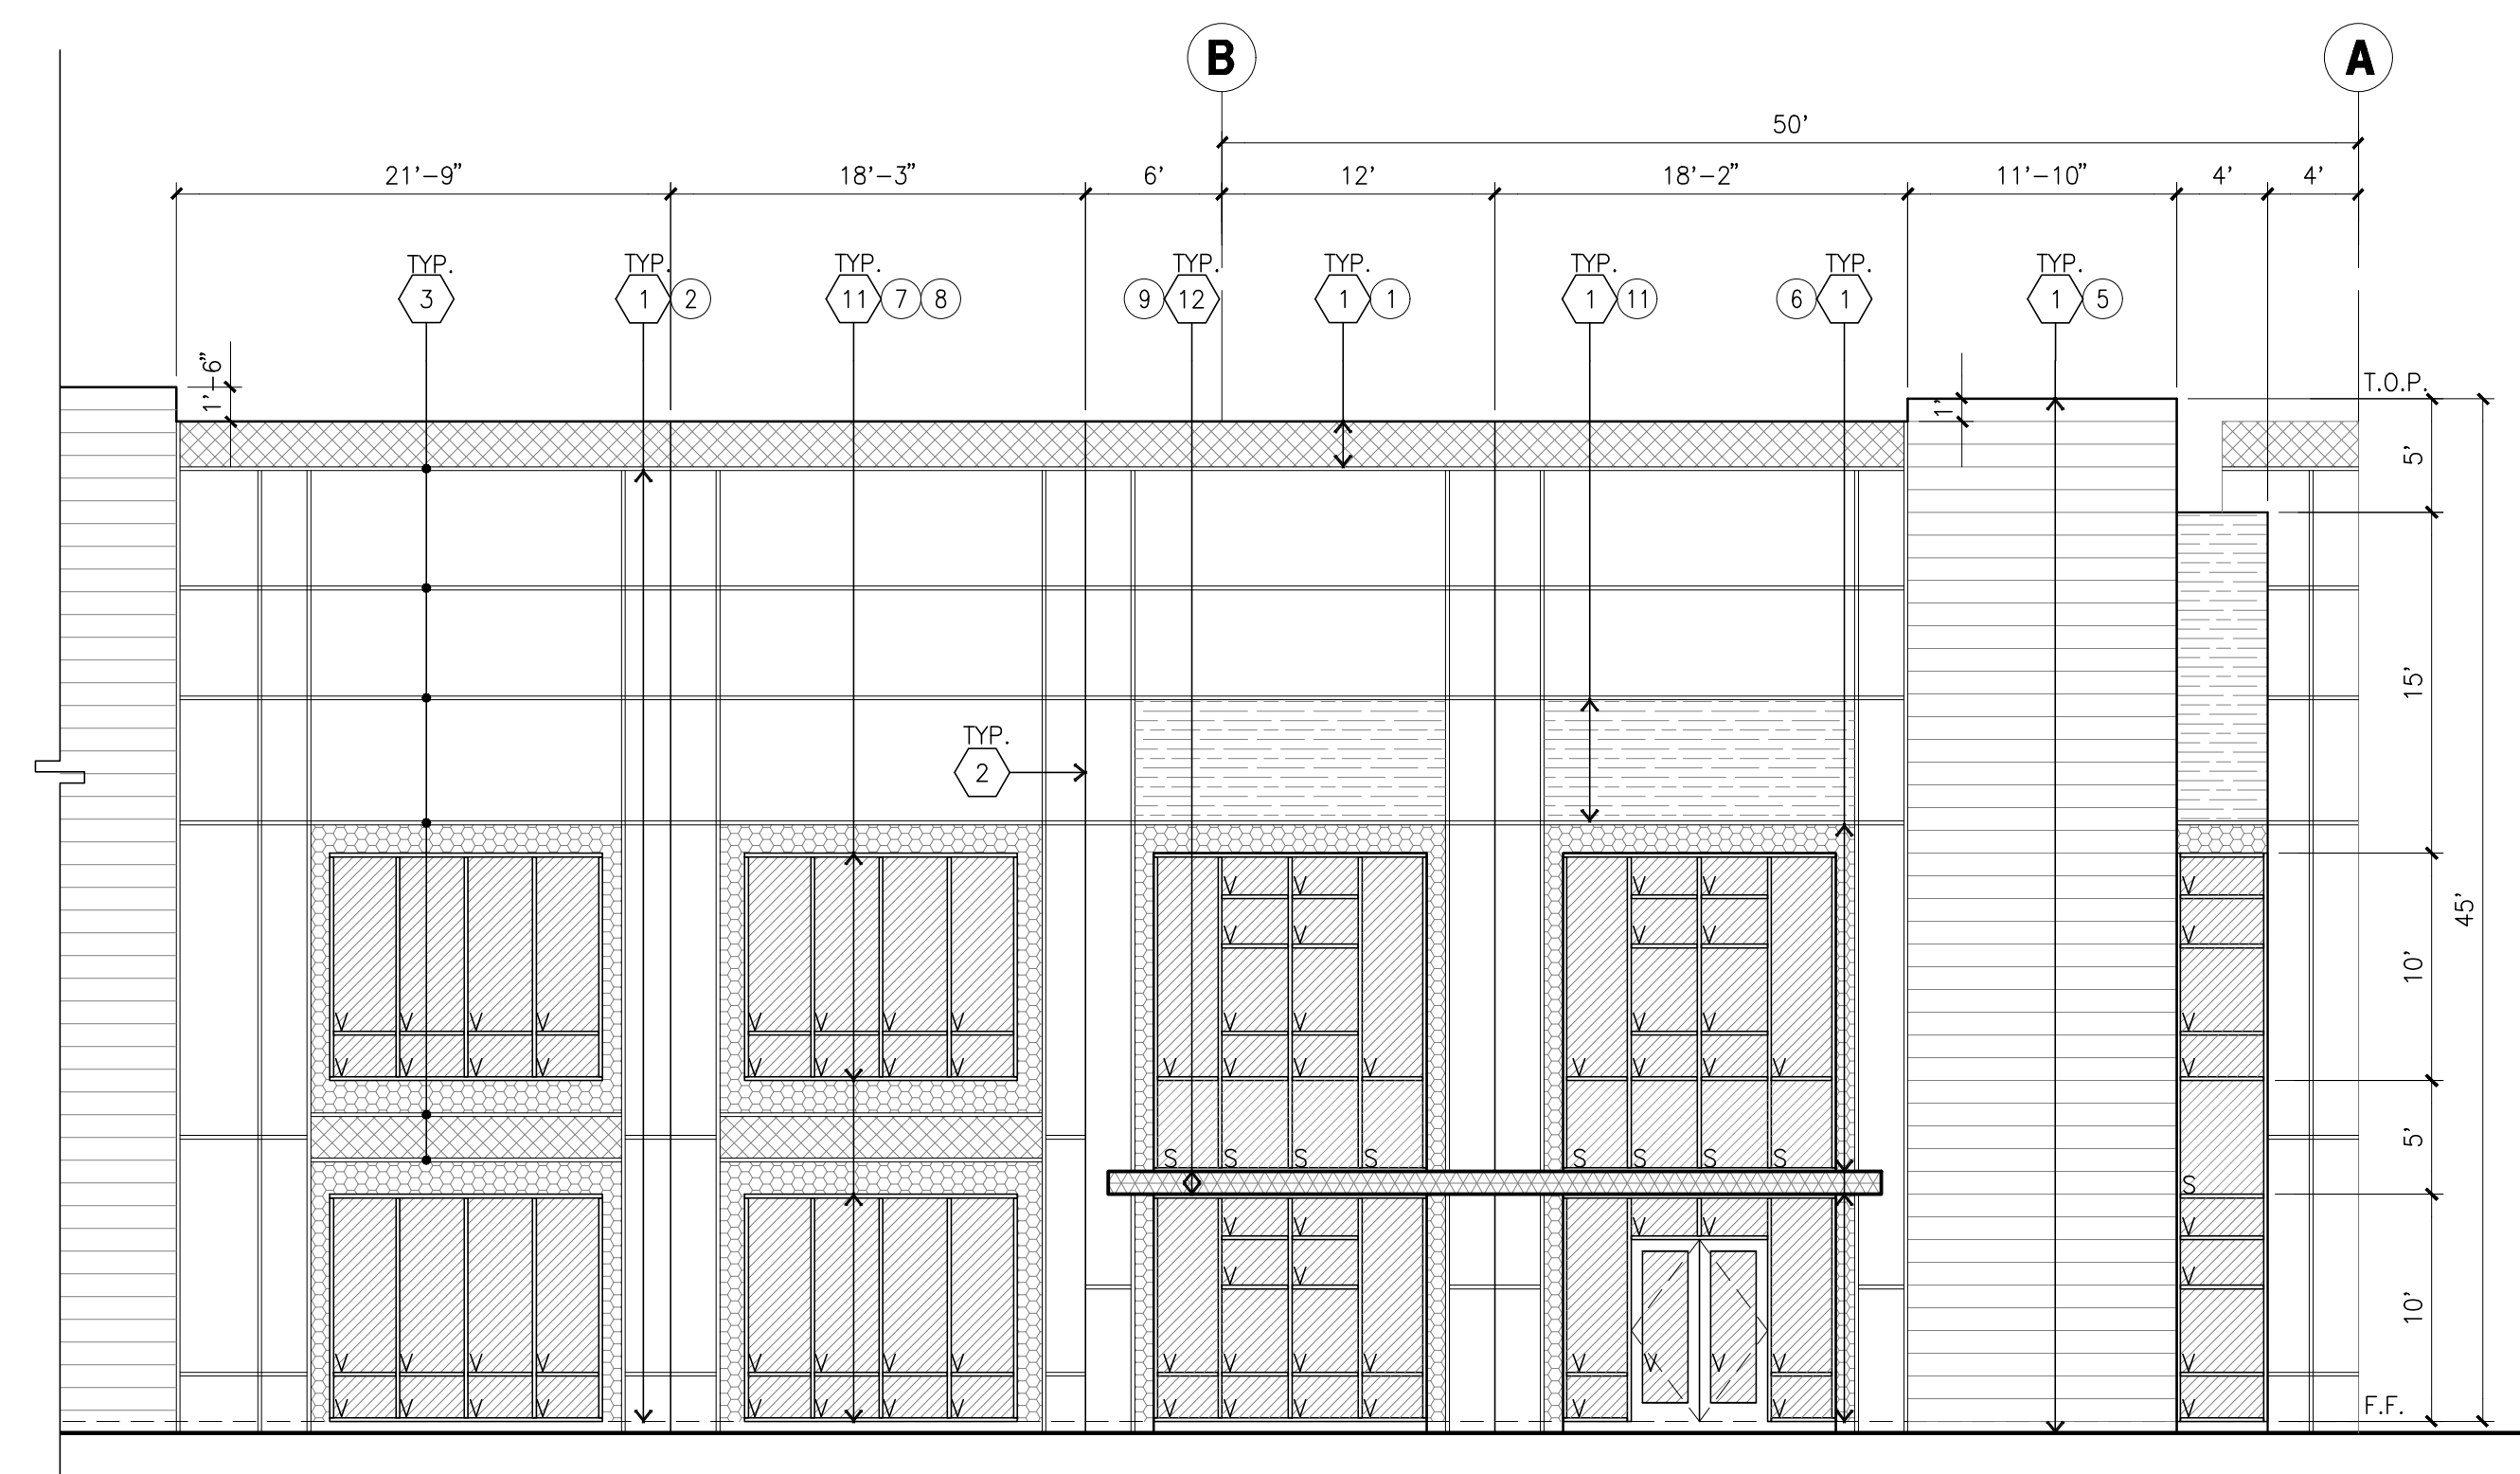 B A
50’
21’–9” 18’–3” 6’ 12’ 18’–2” 11’–10” 4’ 4’
TYP. TYP. TYP. TYP. TYP. TYP. TYP. TYP.
3 1 2 11 7 8 9 12 1 1 1 11 6 1 1 5
1’–6”
1’
T.O.P.
5’
15’
TYP.
2
V V V V
V V V V
V V V V V V V V V V V V V
V V V V V V V V V V V V V V V V V
45’
10’
5’
S S S S S S S S
S
V V V V V
V V V
10’
V V V V V V V V V V V V V V V V V
V V V V V V V V V V V V V V V
F.F.